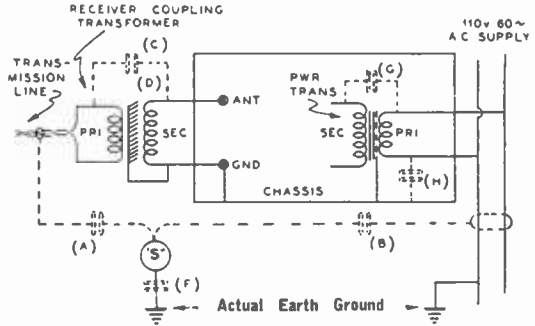 RECEIVER COUPLING
TRANSFORMER
(C)
110v 60~
A.C SUPPLY
TRANS
MISSION
LINE
(D)
PRI
SEC
ANT
GND
PWR
TRANS
(G)
SEC
PRI
(H)
CHASSIS
(A)
(B)
"S"
(F)
Actual Earth Ground